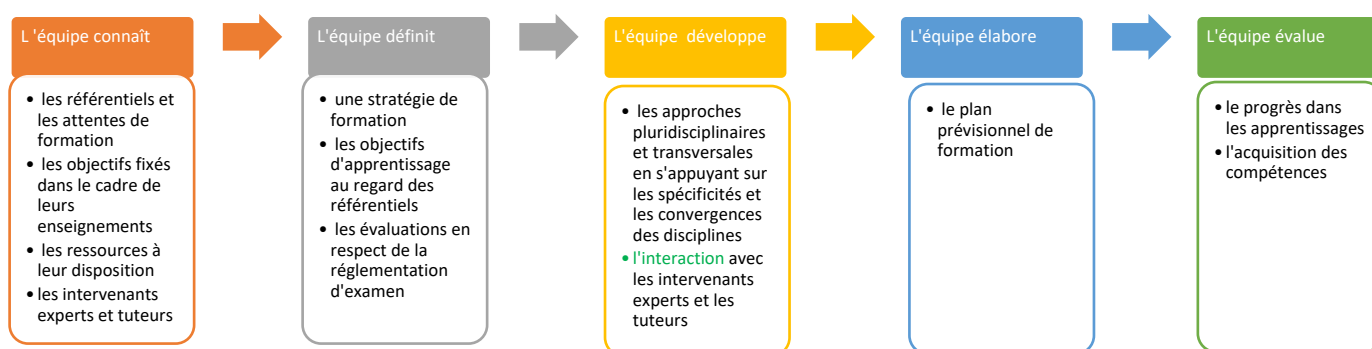 L 'équipe connaît
• les référentiels et
les attentes de
formation
• les objectifs fixés
dans le cadre de
leurs
enseignements
• les ressources à
leur disposition
• les intervenants
experts et tuteurs
L'équipe définit
• une stratégie de
formation
• les objectifs
d'apprentissage
au regard des
référentiels
• les évaluations en
respect de la
réglementation
d'examen
L'équipe  développe
• les approches
pluridisciplinaires
et transversales
en s'appuyant sur
les spécificités et
les convergences
des disciplines
• l'interaction avec
les intervenants
experts et les
tuteurs
L'équipe élabore
• le plan
prévisionnel de
formation
L'équipe évalue
• le progrès dans
les apprentissages
• l'acquisition des
compétences